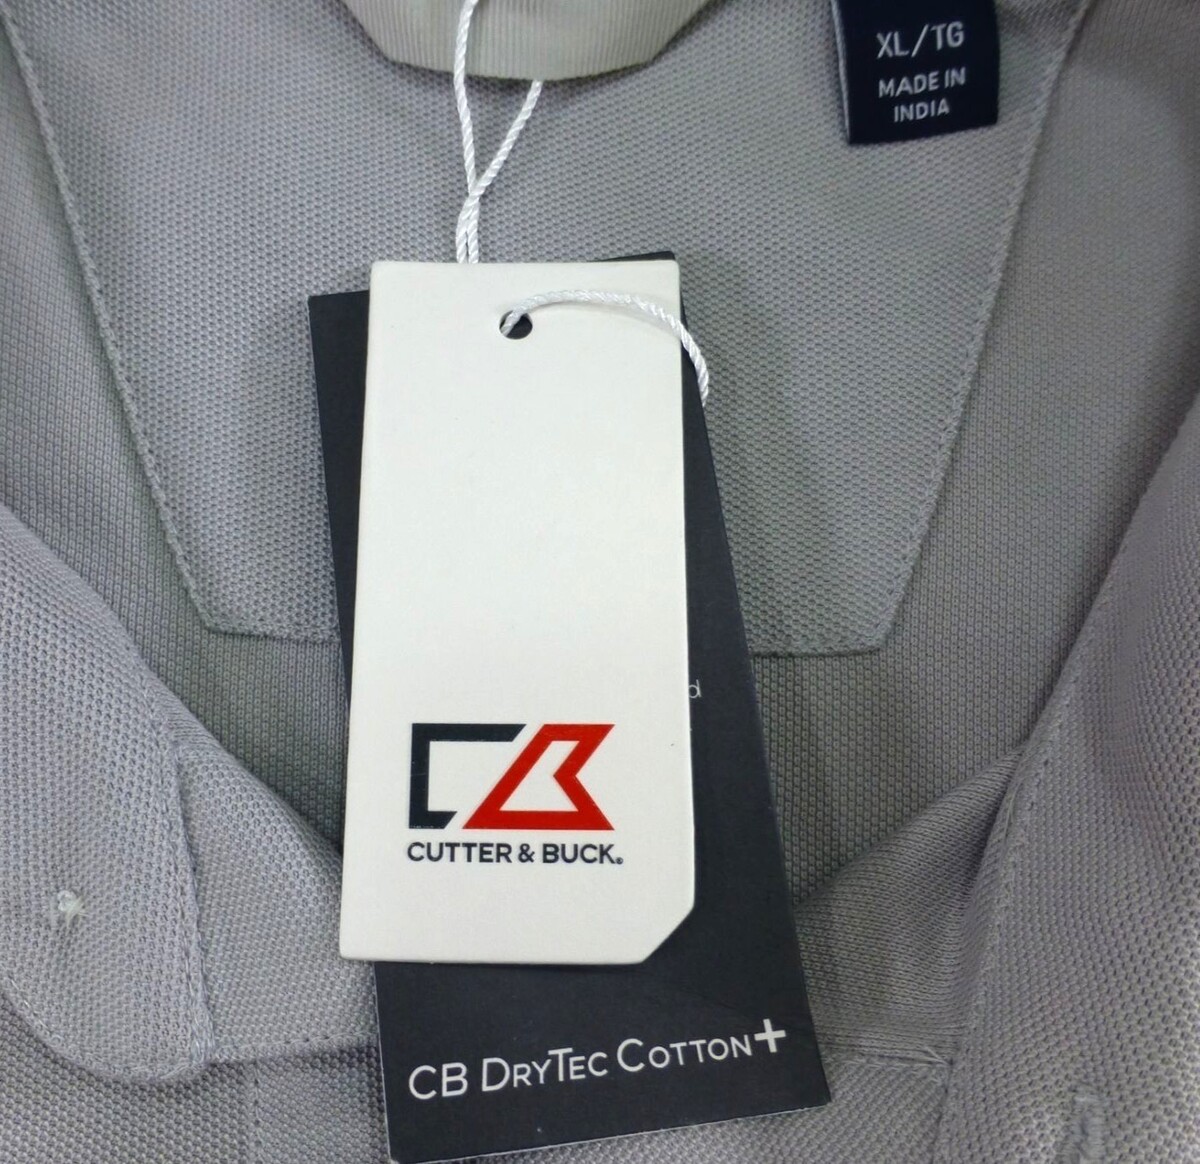 XL/TG
MADE IN
INDIA
CUTTER & BUCK®
CB DRYTEC COTTON+